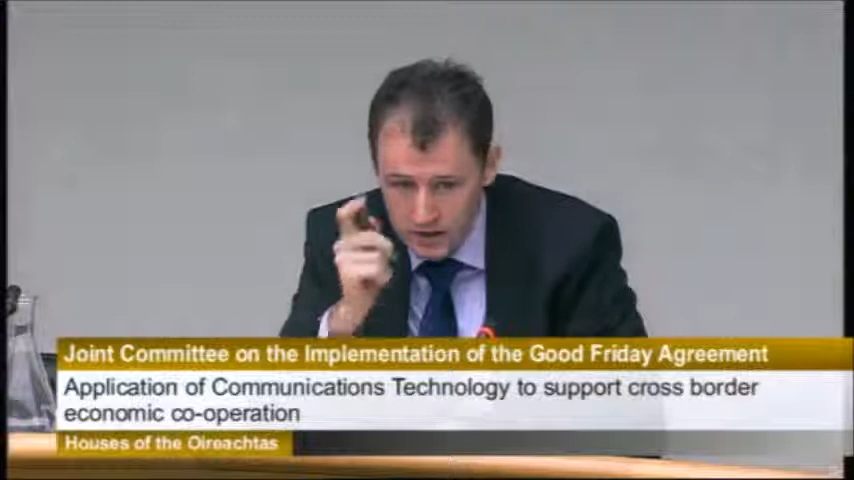 Joint Committee on the Implementation of the Good Friday Agreement
Application of Communications Technology to support cross border
economic co-operation
Houses of the Oireachtas